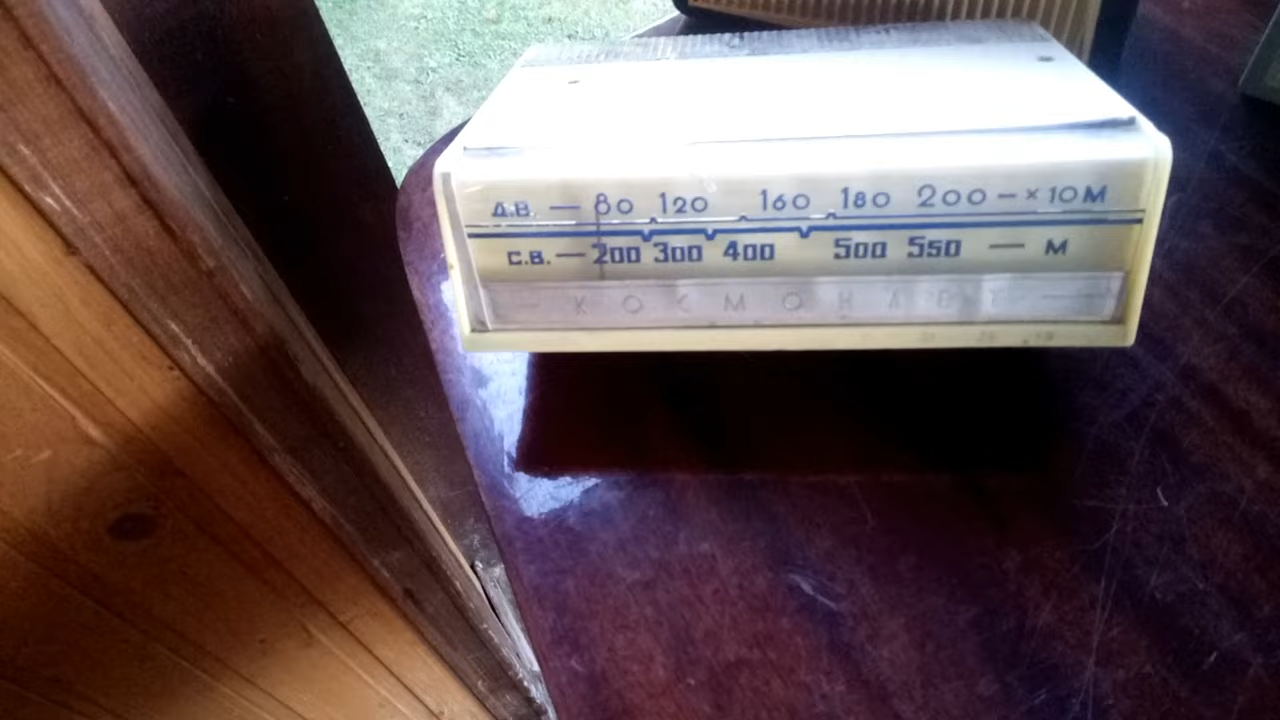 Д.В. — 80 120 160 180 200 — × 10 М
С.В. — 200 300 400 500 550 — М
— КОСМОНАВТ —